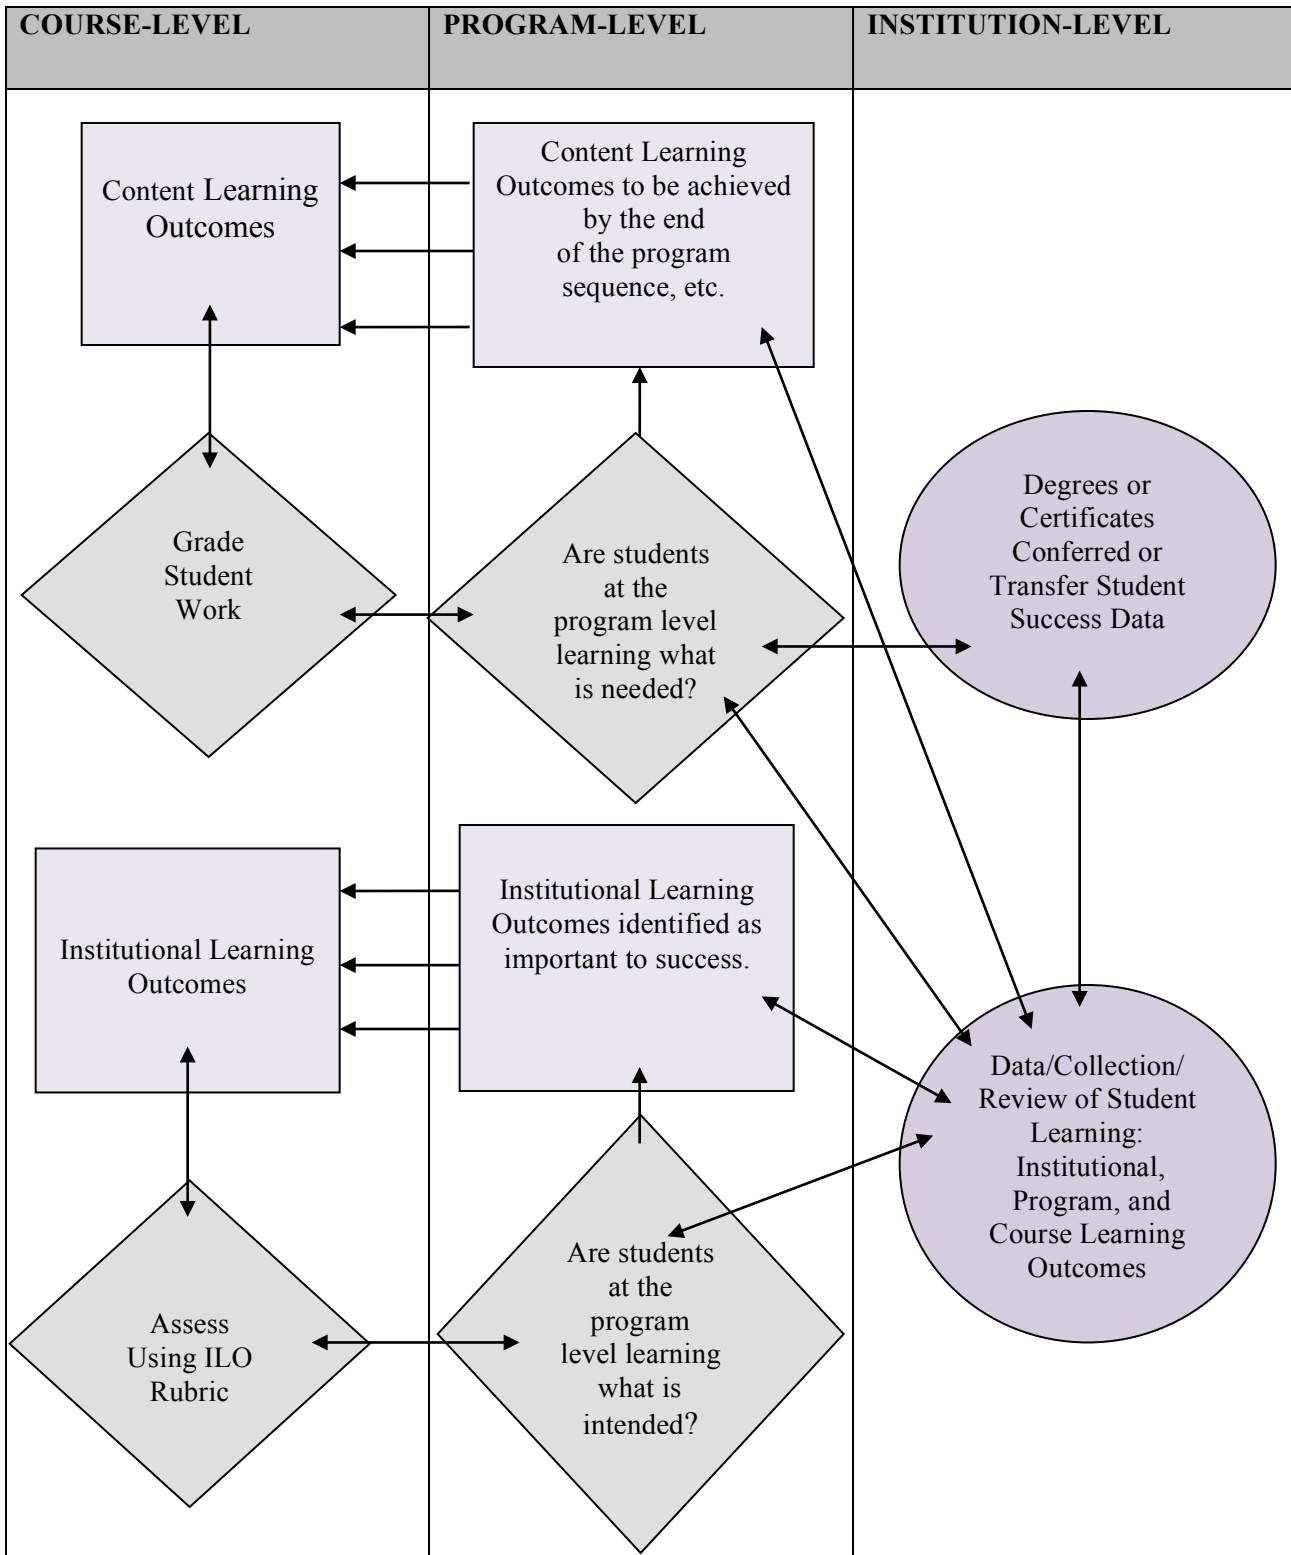 COURSE-LEVEL
PROGRAM-LEVEL
INSTITUTION-LEVEL
Content Learning
Outcomes
Content Learning
Outcomes to be achieved
by the end
of the program
sequence, etc.
Grade
Student
Work
Are students
at the
program level
learning what
is needed?
Degrees or
Certificates
Conferred or
Transfer Student
Success Data
Institutional Learning
Outcomes
Institutional Learning
Outcomes identified as
important to success.
Data/Collection/
Review of Student
Learning:
Institutional,
Program, and
Course Learning
Outcomes
Assess
Using ILO
Rubric
Are students
at the
program
level learning
what is
intended?